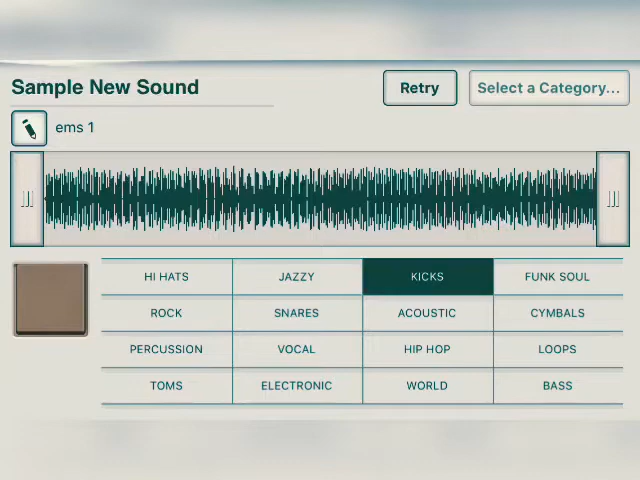 Sample New Sound
Retry
Select a Category...
ems 1
HI HATS JAZZY KICKS FUNK SOUL
ROCK SNARES ACOUSTIC CYMBALS
PERCUSSION VOCAL HIP HOP LOOPS
TOMS ELECTRONIC WORLD BASS